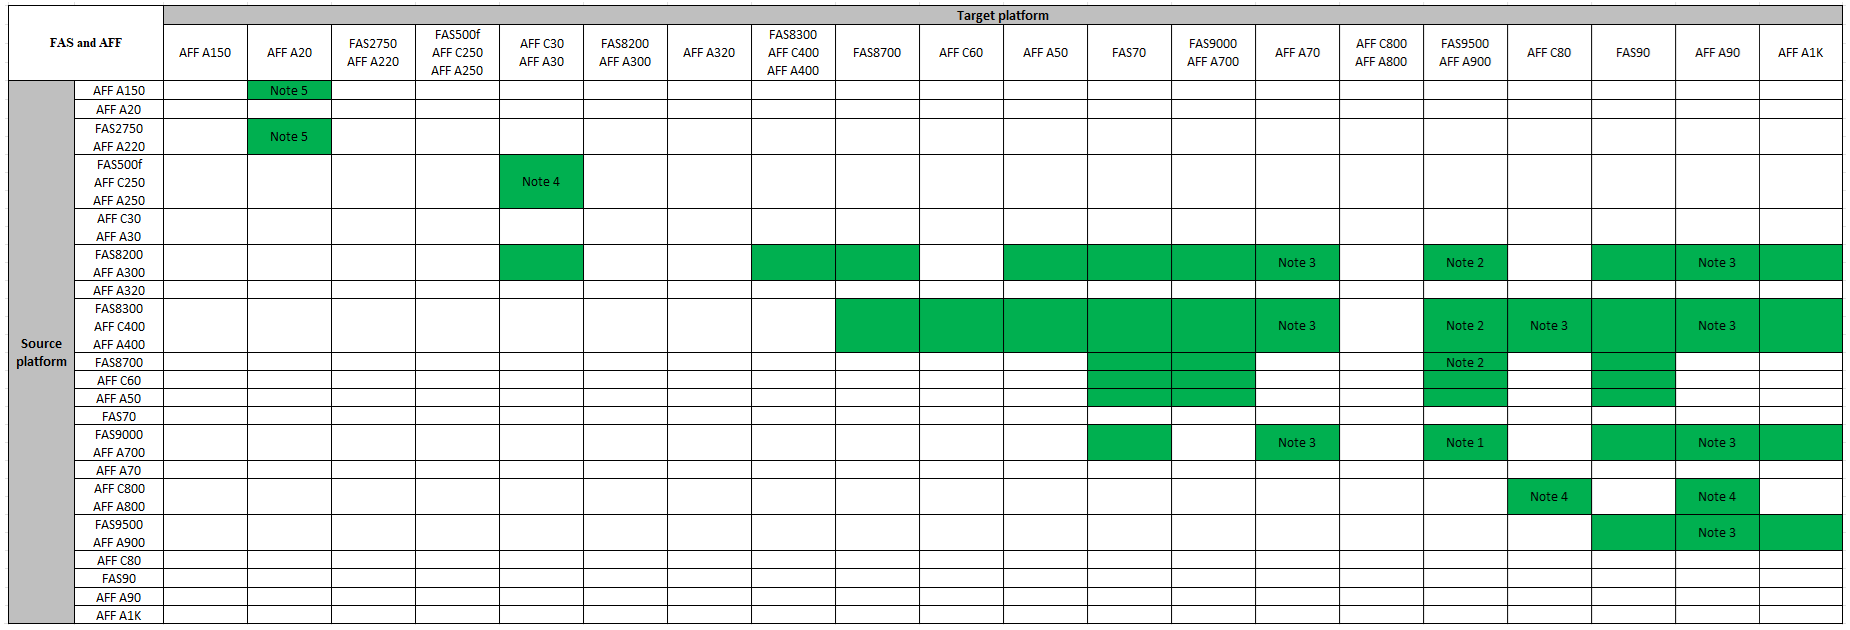 Target platform
FAS and AFF
AFF A150
AFF A20
FAS2750
AFF A220
FAS500f
AFF C250
AFF A250
AFF C30
AFF A30
FAS8200
AFF A300
AFF A320
FAS8300
AFF C400
AFF A400
FAS8700
AFF C60
AFF A50
FAS70
FAS9000
AFF A700
AFF A70
AFF C800
AFF A800
FAS9500
AFF A900
AFF C80
FAS90
AFF A90
AFF A1K
Source
platform
AFF A150
Note 5
AFF A20
FAS2750
AFF A220
Note 5
FAS500f
AFF C250
AFF A250
Note 4
AFF C30
AFF A30
FAS8200
AFF A300
Note 3
Note 2
Note 3
AFF A320
FAS8300
AFF C400
AFF A400
Note 3
Note 2
Note 3
Note 3
FAS8700
Note 2
AFF C60
AFF A50
FAS70
FAS9000
AFF A700
Note 3
Note 1
Note 3
AFF A70
AFF C800
AFF A800
Note 4
Note 4
FAS9500
AFF A900
Note 3
AFF C80
FAS90
AFF A90
AFF A1K